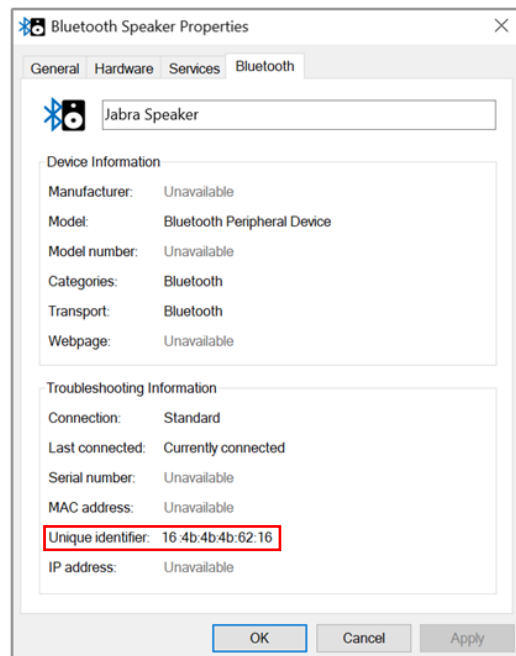 Bluetooth Speaker Properties
General Hardware Services Bluetooth
Jabra Speaker
Device Information
Manufacturer: Unavailable
Model: Bluetooth Peripheral Device
Model number: Unavailable
Categories: Bluetooth
Transport: Bluetooth
Webpage: Unavailable
Troubleshooting Information
Connection: Standard
Last connected: Currently connected
Serial number: Unavailable
MAC address: Unavailable
Unique identifier: 16:4b:4b:4b:62:16
IP address: Unavailable
OK Cancel Apply